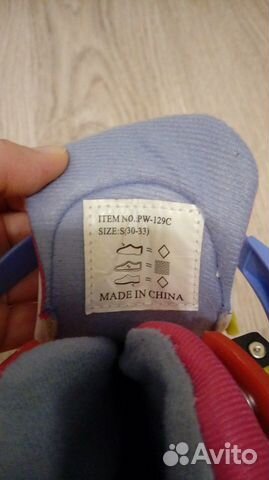 ITEM NO.:PW-129C
SIZE:S(30-33)
=
=
=
MADE IN CHINA
Avito